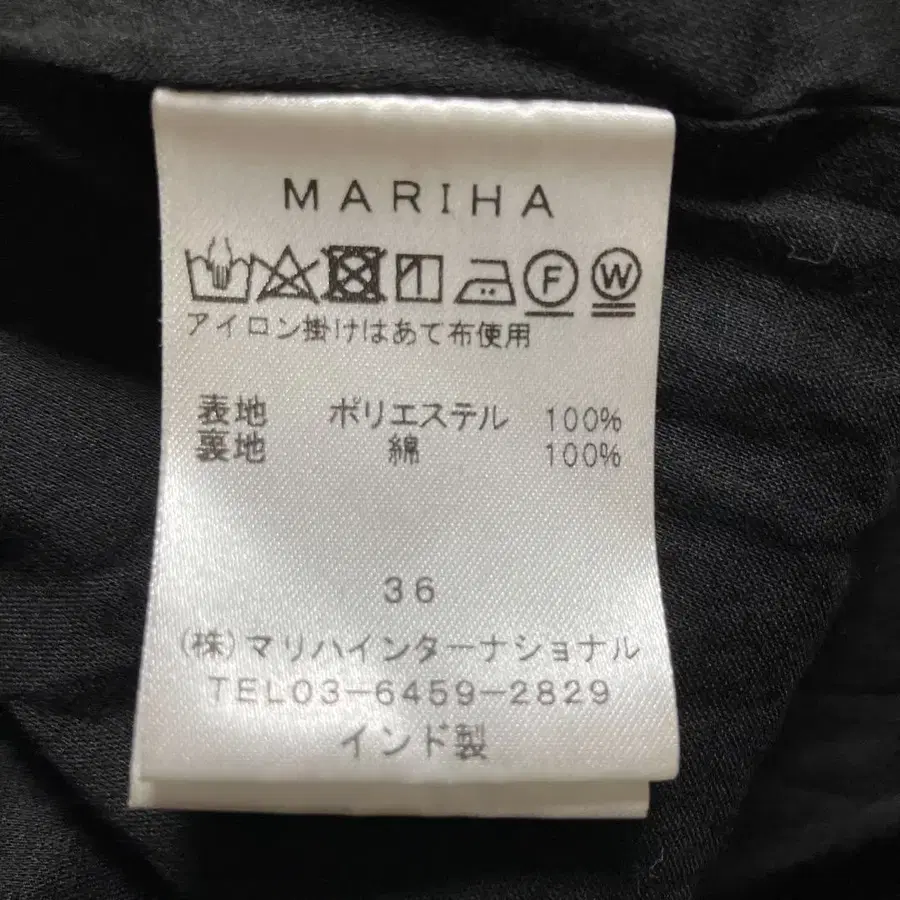 MARIHA
F W
アイロン掛けはあて布使用
表地 ポリエステル 100%
裏地 綿 100%
36
(株)マリハインターナショナル
TEL03-6459-2829
インド製